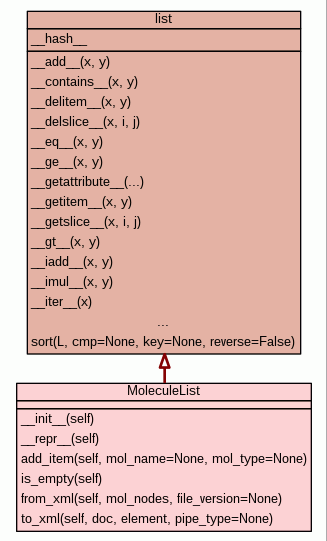 list
__hash__
__add__(x, y)
__contains__(x, y)
__delitem__(x, y)
__delslice__(x, i, j)
__eq__(x, y)
__ge__(x, y)
__getattribute__(...)
__getitem__(x, y)
__getslice__(x, i, j)
__gt__(x, y)
__iadd__(x, y)
__imul__(x, y)
__iter__(x)
...
sort(L, cmp=None, key=None, reverse=False)
MoleculeList
__init__(self)
__repr__(self)
add_item(self, mol_name=None, mol_type=None)
is_empty(self)
from_xml(self, mol_nodes, file_version=None)
to_xml(self, doc, element, pipe_type=None)